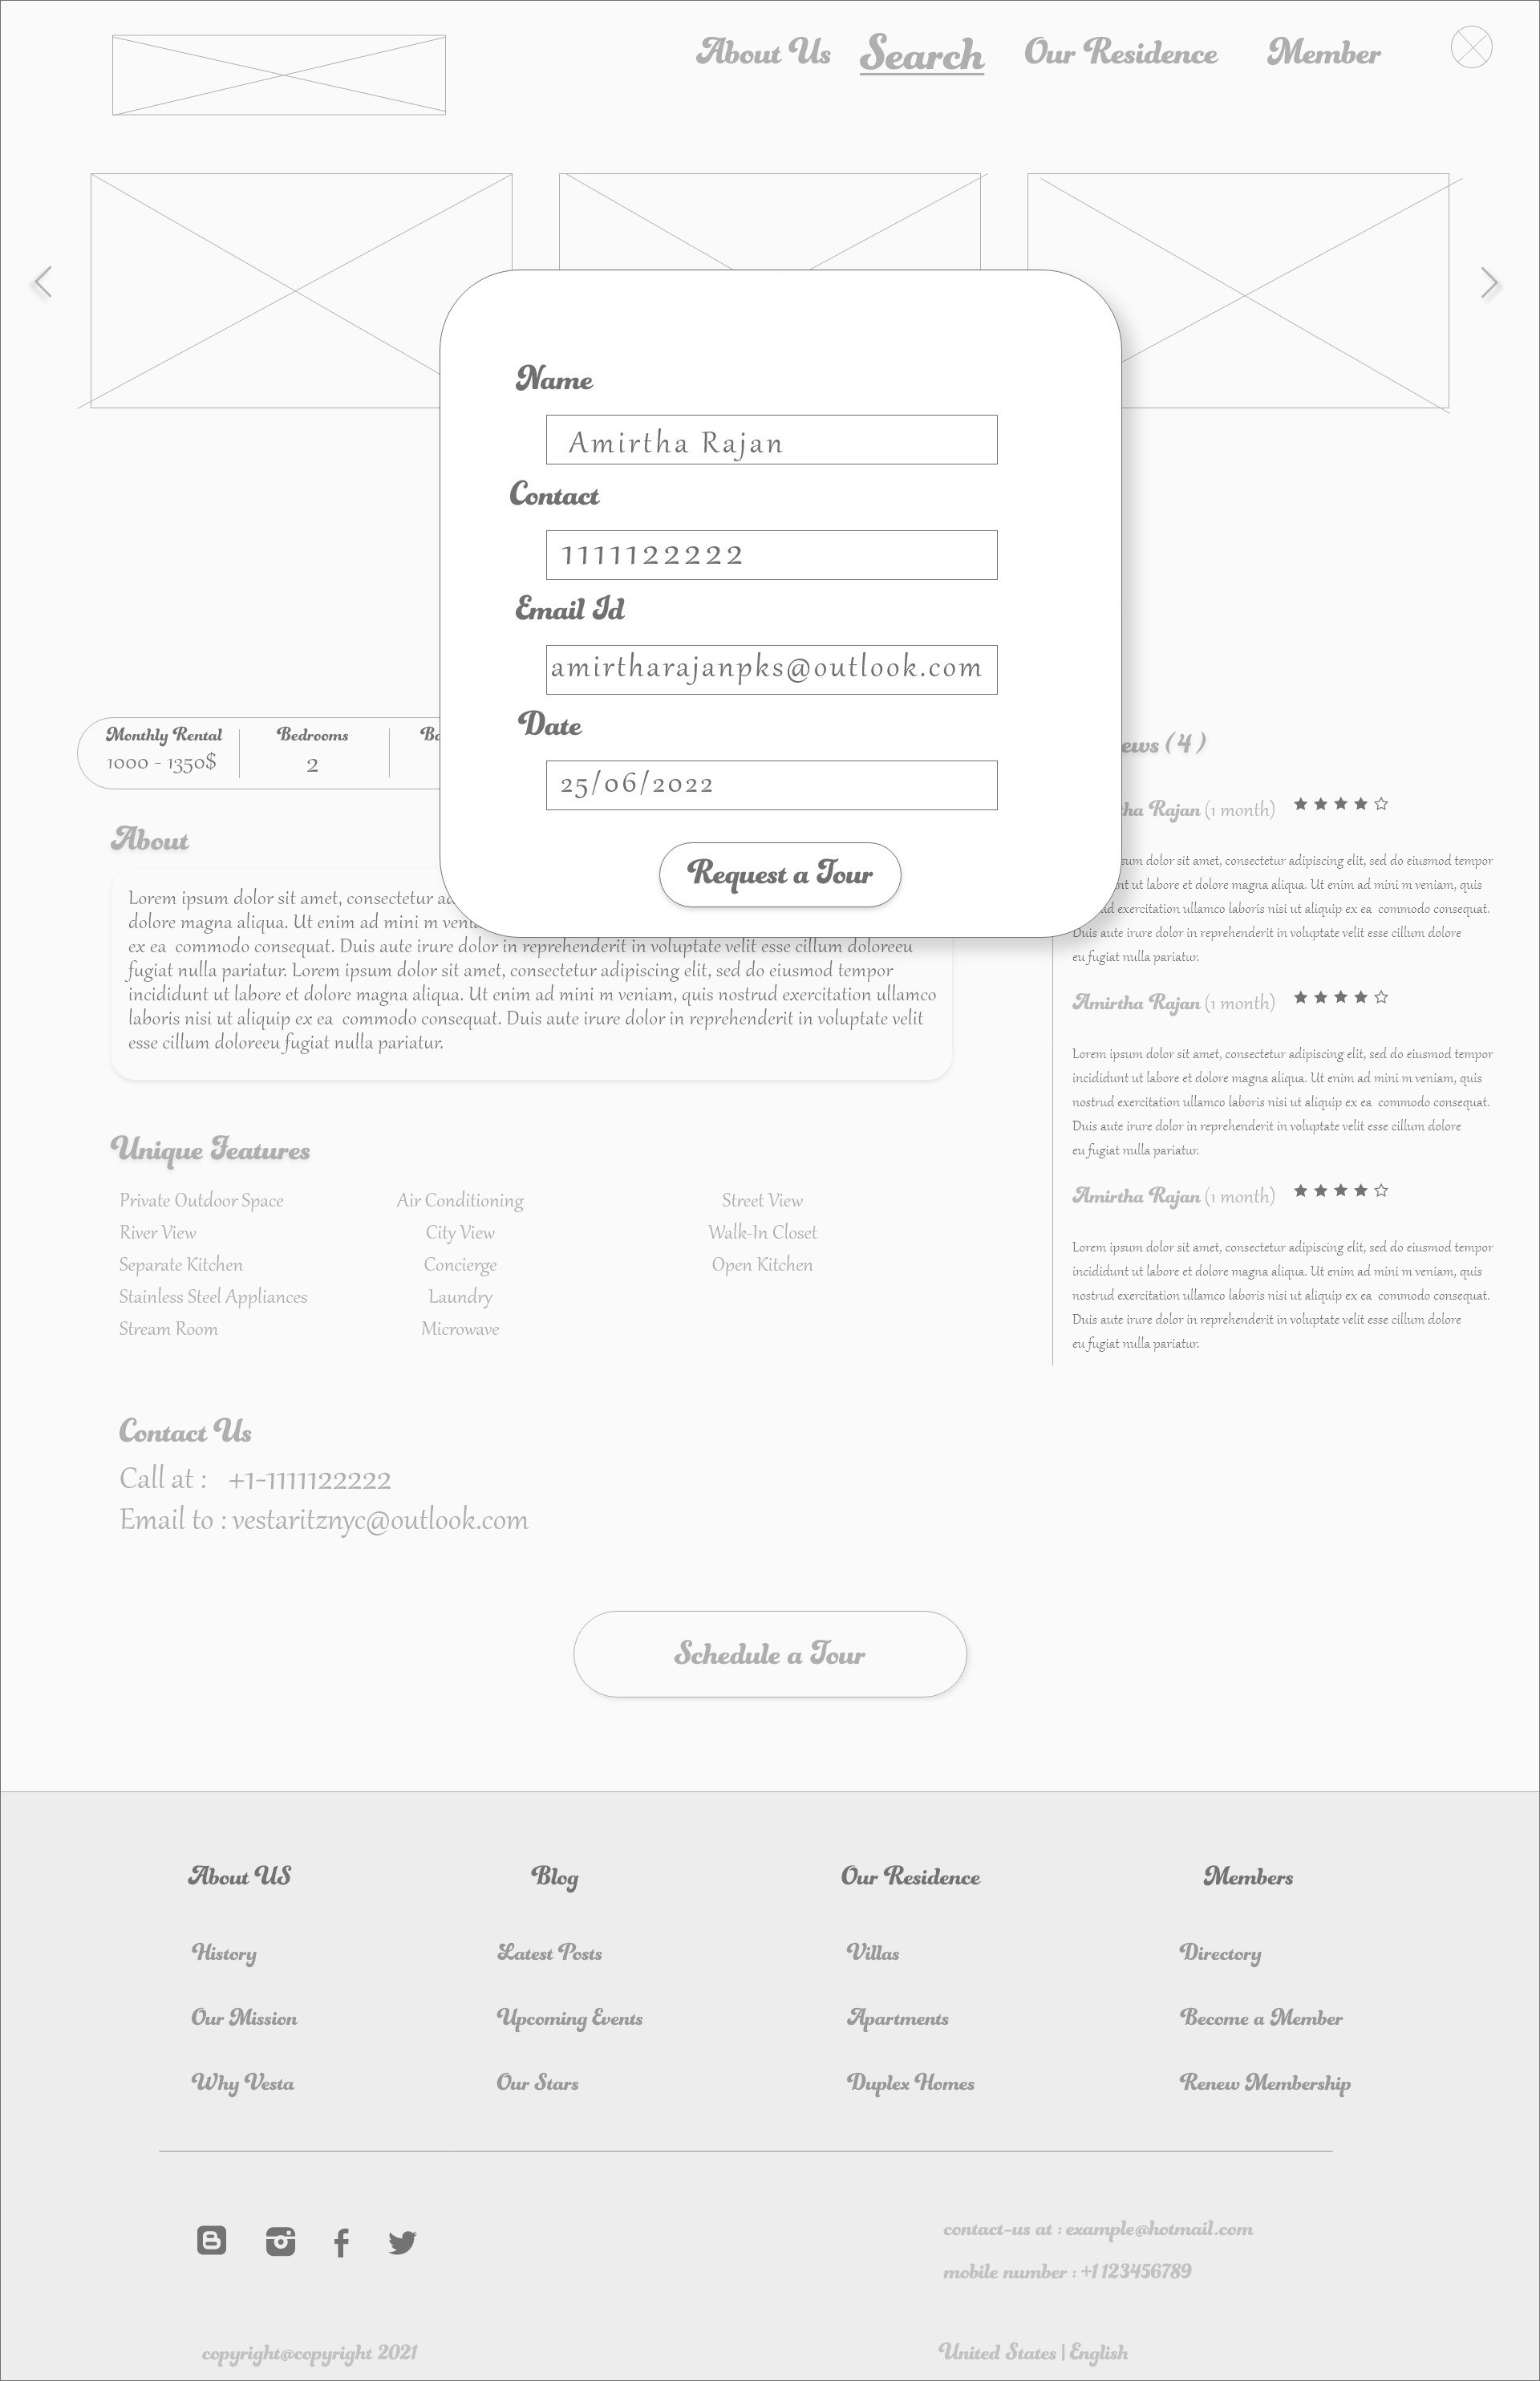 About Us Search Our Residence Member
Name
Amirtha Rajan
Contact
1111122222
Email Id
amirtharajanpks@outlook.com
Date
25/06/2022
Request a Tour
Monthly Rental Bedrooms
1000 - 1350$ 2
About
Lorem ipsum dolor sit amet, consectetur
dolore magna aliqua. Ut enim ad mini m
ex ea commodo consequat. Duis aute irure dolor in reprehenderit in voluptate velit esse cillum doloreeu
fugiat nulla pariatur. Lorem ipsum dolor sit amet, consectetur adipiscing elit, sed do eiusmod tempor
incididunt ut labore et dolore magna aliqua. Ut enim ad mini m veniam, quis nostrud exercitation ullamco
laboris nisi ut aliquip ex ea commodo consequat. Duis aute irure dolor in reprehenderit in voluptate velit
esse cillum doloreeu fugiat nulla pariatur.
Unique Features
Private Outdoor Space Air Conditioning Street View
River View City View Walk-In Closet
Separate Kitchen Concierge Open Kitchen
Stainless Steel Appliances Laundry
Stream Room Microwave
Contact Us
Call at : +1-1111122222
Email to : vestaritznyc@outlook.com
(4)
Rajan (1 month)
dolor sit amet, consectetur adipiscing elit, sed do eiusmod tempor
ut labore et dolore magna aliqua. Ut enim ad mini m veniam, quis
exercitation ullamco laboris nisi ut aliquip ex ea commodo consequat.
Duis aute irure dolor in reprehenderit in voluptate velit esse cillum dolore
eu fugiat nulla pariatur.
Amirtha Rajan (1 month)
Lorem ipsum dolor sit amet, consectetur adipiscing elit, sed do eiusmod tempor
incididunt ut labore et dolore magna aliqua. Ut enim ad mini m veniam, quis
nostrud exercitation ullamco laboris nisi ut aliquip ex ea commodo consequat.
Duis aute irure dolor in reprehenderit in voluptate velit esse cillum dolore
eu fugiat nulla pariatur.
Amirtha Rajan (1 month)
Lorem ipsum dolor sit amet, consectetur adipiscing elit, sed do eiusmod tempor
incididunt ut labore et dolore magna aliqua. Ut enim ad mini m veniam, quis
nostrud exercitation ullamco laboris nisi ut aliquip ex ea commodo consequat.
Duis aute irure dolor in reprehenderit in voluptate velit esse cillum dolore
eu fugiat nulla pariatur.
Schedule a Tour
About US Blog Our Residence Members
History Latest Posts Villas Directory
Our Mission Upcoming Events Apartments Become a Member
Why Vesta Our Stars Duplex Homes Renew Membership
contact-us at : example@hotmail.com
mobile number : +1 123456789
copyright@copyright 2021 United States | English